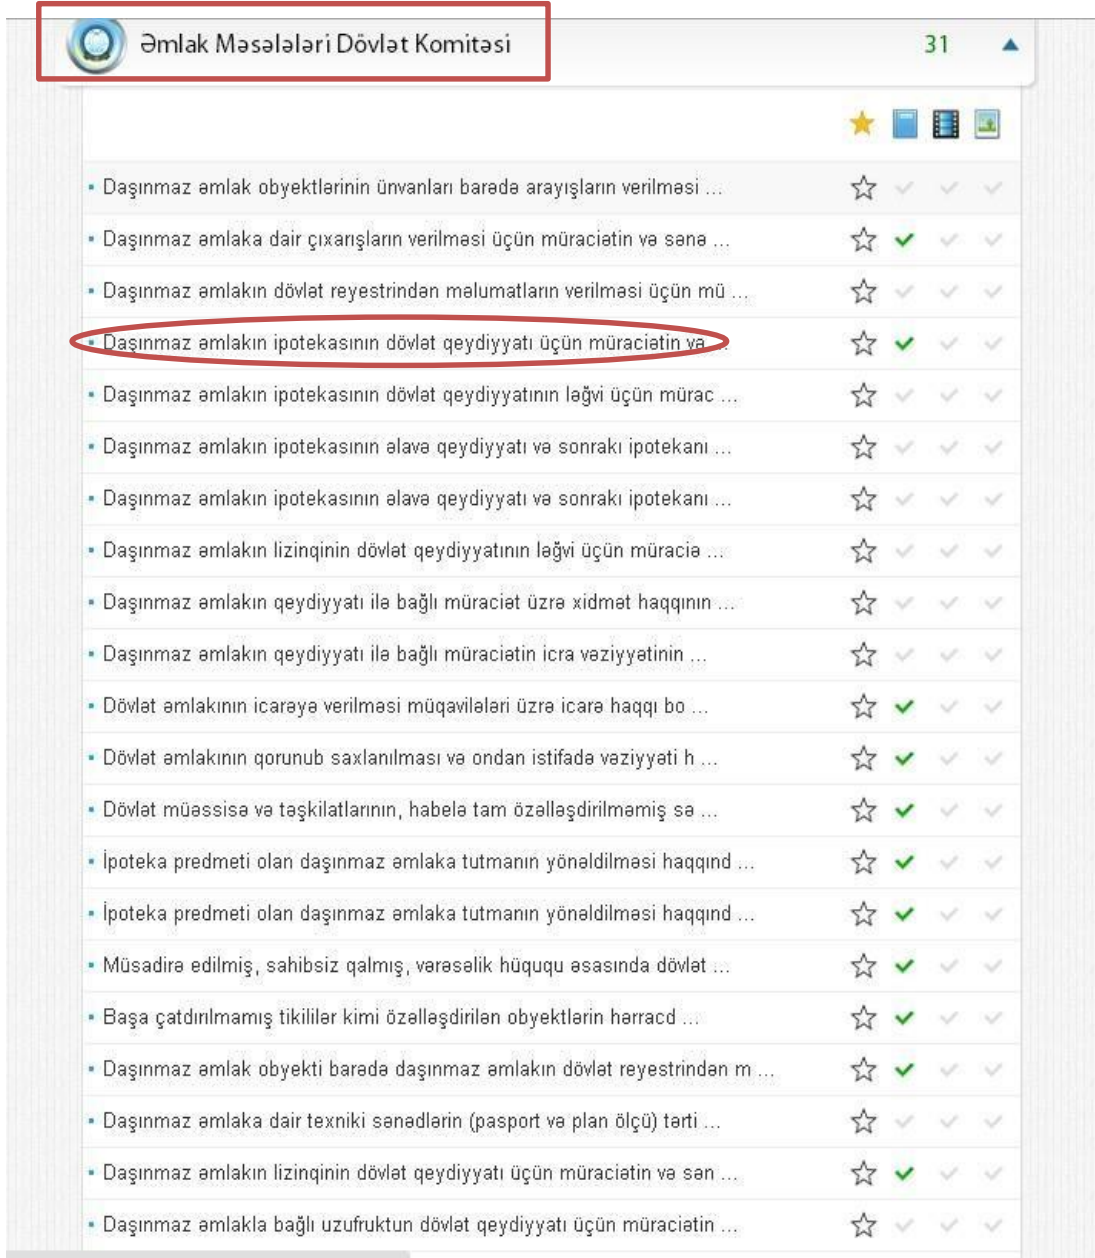 Əmlak Məsələləri Dövlət Komitəsi 31
Daşınmaz əmlak obyektlərinin ünvanları barədə arayışların verilməsi ...
Daşınmaz əmlaka dair çıxarışların verilməsi üçün müraciətin və sənə ...
Daşınmaz əmlakın dövlət reyestrindən məlumatların verilməsi üçün mü ...
Daşınmaz əmlakın ipotekasının dövlət qeydiyyatı üçün müraciətin və ...
Daşınmaz əmlakın ipotekasının dövlət qeydiyyatının ləğvi üçün mürac ...
Daşınmaz əmlakın ipotekasının əlavə qeydiyyatı və sonrakı ipotekanı ...
Daşınmaz əmlakın ipotekasının əlavə qeydiyyatı və sonrakı ipotekanı ...
Daşınmaz əmlakın lizinqinin dövlət qeydiyyatının ləğvi üçün müraciə ...
Daşınmaz əmlakın qeydiyyatı ilə bağlı müraciət üzrə xidmət haqqının ...
Daşınmaz əmlakın qeydiyyatı ilə bağlı müraciətin icra vəziyyətinin ...
Dövlət əmlakının icarəyə verilməsi müqavilələri üzrə icarə haqqı bo ...
Dövlət əmlakının qorunub saxlanılması və ondan istifadə vəziyyəti h ...
Dövlət müəssisə və təşkilatlarının, habelə tam özəlləşdirilməmiş sə ...
İpoteka predmeti olan daşınmaz əmlaka tutmanın yönəldilməsi haqqınd ...
İpoteka predmeti olan daşınmaz əmlaka tutmanın yönəldilməsi haqqınd ...
Müsadirə edilmiş, sahibsiz qalmış, vərəsəlik hüququ əsasında dövlət ...
Başa çatdırılmamış tikililər kimi özəlləşdirilən obyektlərin hərracd ...
Daşınmaz əmlak obyekti barədə daşınmaz əmlakın dövlət reyestrindən m ...
Daşınmaz əmlaka dair texniki sənədlərin (pasport və plan ölçü) tərti ...
Daşınmaz əmlakın lizinqinin dövlət qeydiyyatı üçün müraciətin və sən ...
Daşınmaz əmlakla bağlı uzufruktun dövlət qeydiyyatı üçün müraciətin ...